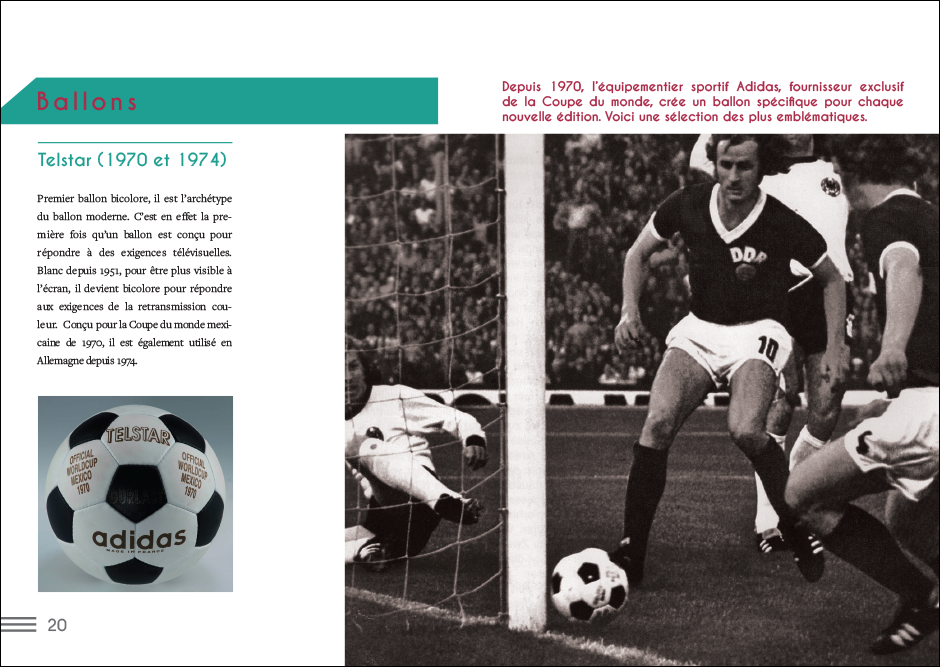 Ballons
Depuis 1970, l'équipementier sportif Adidas, fournisseur exclusif
de la Coupe du monde, crée un ballon spécifique pour chaque
nouvelle édition. Voici une sélection des plus emblématiques.
Telstar (1970 et 1974)
Premier ballon bicolore, il est l'archétype
du ballon moderne. C'est en effet la pre-
mière fois qu'un ballon est conçu pour
répondre à des exigences télévisuelles.
Blanc depuis 1951, pour être plus visible à
l'écran, il devient bicolore pour répondre
aux exigences de la retransmission cou-
leur. Conçu pour la Coupe du monde mexi-
caine de 1970, il est également utilisé en
Allemagne depuis 1974.
DDR
10
TELSTAR
OFFICIAL
WORLDCUP
MEXICO
1970
OFFICIAL
WORLDCUP
MEXICO
1970
DURLAST
adidas
MADE IN FRANCE
20